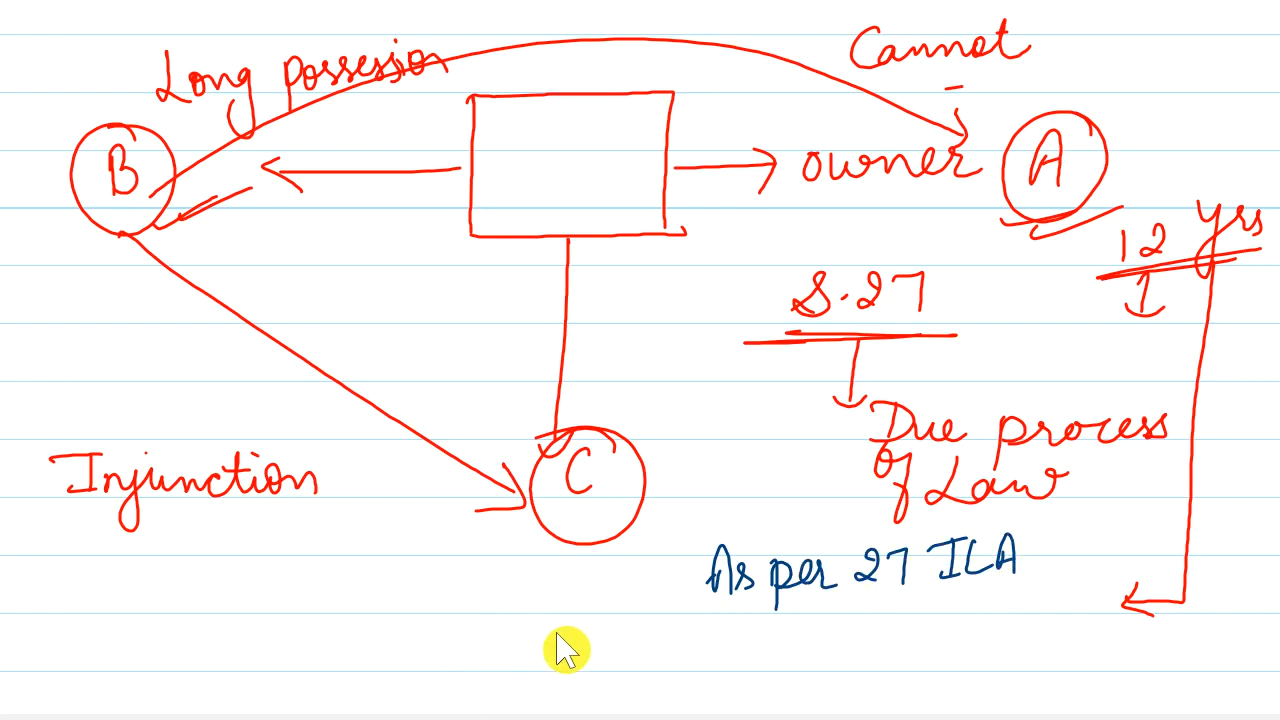 Cannot
Long possession
B
owner A
12 yrs
S.27
Due process
of Law
Injunction
C
As per 27 ILA